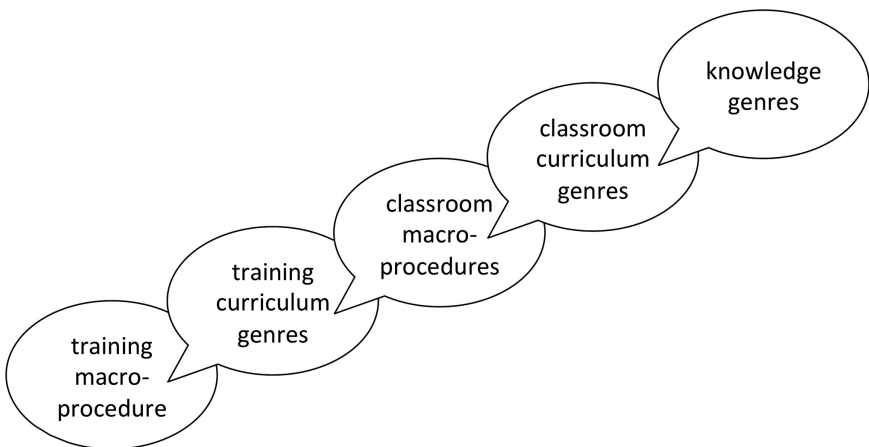 knowledge
genres
classroom
curriculum
genres
classroom
macro-
procedures
training
curriculum
genres
training
macro-
procedure